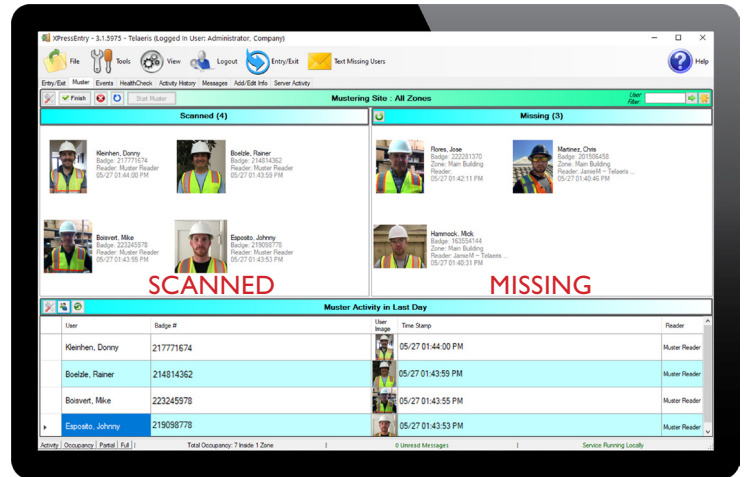 XPressEntry - 3.1.5975 - Telaeris (Logged In User: Administrator, Company)
File Tools View Logout Entry/Exit Text Missing Users Help
Entry/Exit Muster Events HealthCheck Activity History Messages Add/Edit Info Server Activity
Finish Start Muster Mustering Site : All Zones User Filter:
Scanned (4) Missing (3)
Kleinhen, Donny
Badge: 217771674
Reader: Muster Reader
05/27 01:44:00 PM
Boelzle, Rainer
Badge: 214814362
Reader: Muster Reader
05/27 01:43:59 PM
Flores, Jose
Badge: 222281370
Zone: Main Building
Reader:
05/27 01:42:11 PM
Martinez, Chris
Badge: 201506458
Zone: Main Building
Reader: JamieM - Telaeris ...
05/27 01:40:46 PM
Boisvert, Mike
Badge: 223245978
Reader: Muster Reader
05/27 01:43:55 PM
Esposito, Johnny
Badge: 219098778
Reader: Muster Reader
05/27 01:43:53 PM
Hammock, Mick
Badge: 163554144
Zone: Main Building
Reader: JamieM - Telaeris ...
05/27 01:40:31 PM
SCANNED MISSING
Muster Activity in Last Day
User Badge # User Image Time Stamp Reader
Kleinhen, Donny 217771674 05/27 01:44:00 PM Muster Reader
Boelzle, Rainer 214814362 05/27 01:43:59 PM Muster Reader
Boisvert, Mike 223245978 05/27 01:43:55 PM Muster Reader
Esposito, Johnny 219098778 05/27 01:43:53 PM Muster Reader
Activity Occupancy Partial Full | Total Occupancy: 7 Inside 1 Zone | 0 Unread Messages | Service Running Locally